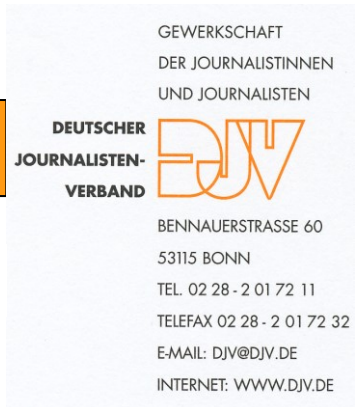 GEWERKSCHAFT
DER JOURNALISTINNEN
UND JOURNALISTEN
DEUTSCHER
JOURNALISTEN-
VERBAND
DJV
BENNAUERSTRASSE 60
53115 BONN
TEL. 02 28 - 2 01 72 11
TELEFAX 02 28 - 2 01 72 32
E-MAIL: DJV@DJV.DE
INTERNET: WWW.DJV.DE